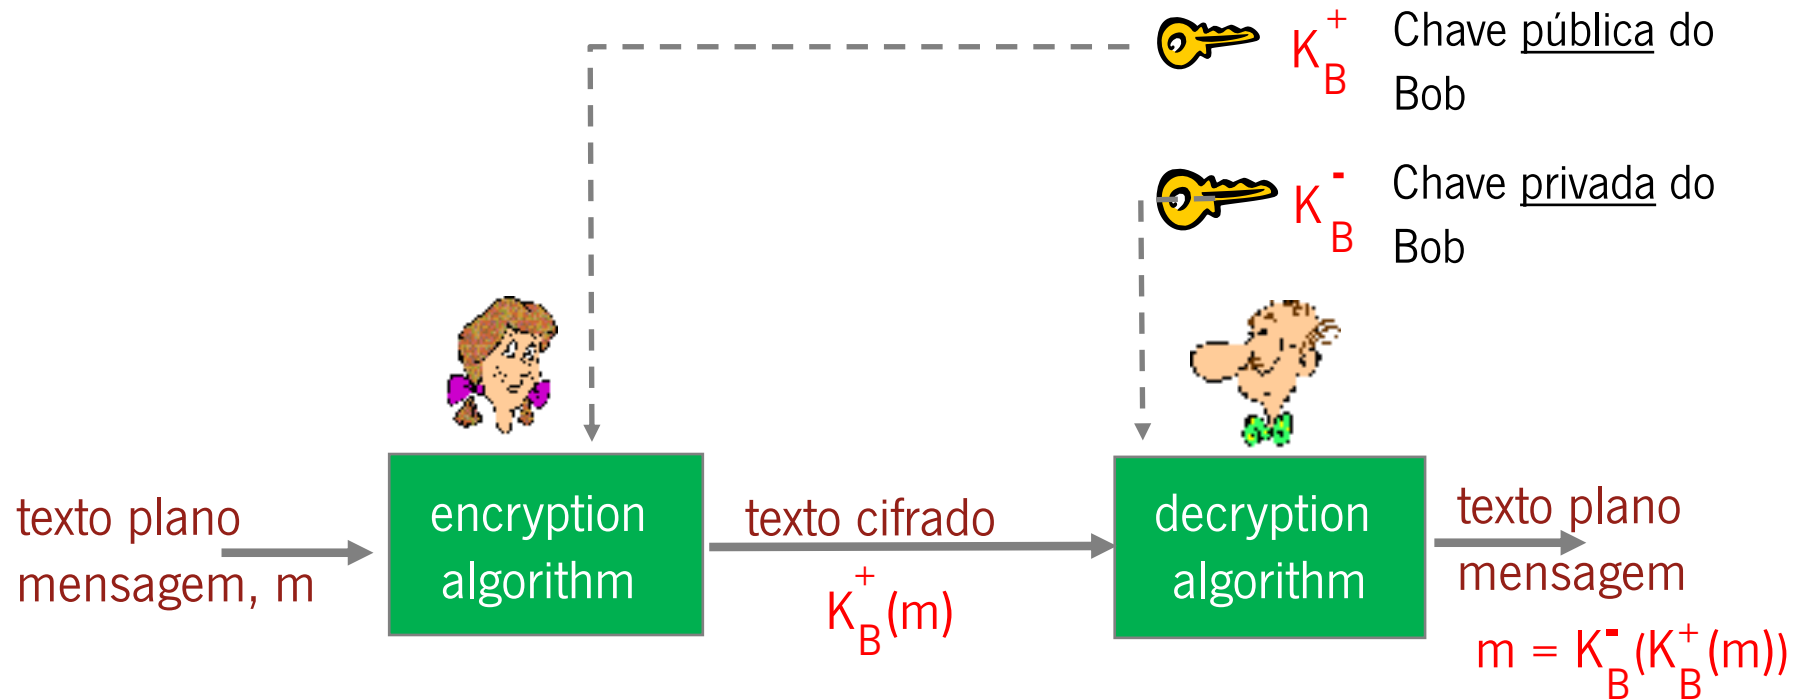 K_B^+ Chave pública do
Bob
K_B^- Chave privada do
Bob
texto plano
mensagem, m
encryption
algorithm
texto cifrado
K_B^+(m)
decryption
algorithm
texto plano
mensagem
m = K_B^-(K_B^+(m))